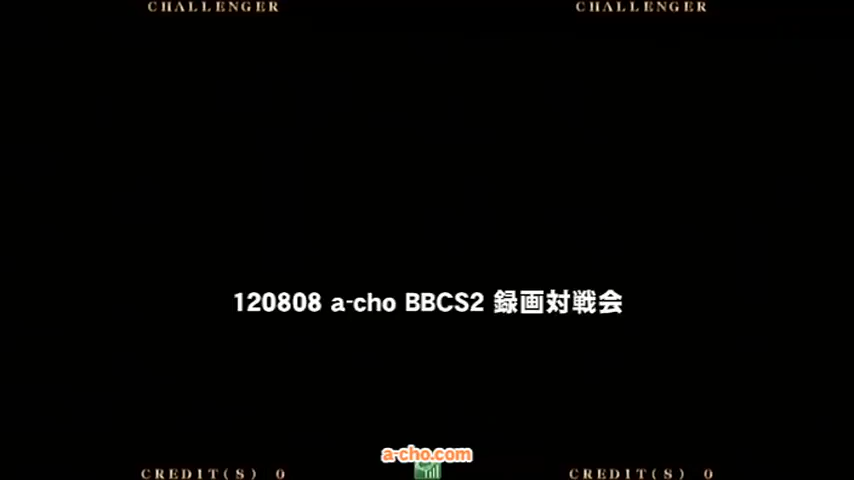 CHALLENGER CHALLENGER
120808 a-cho BBCS2 録画対戦会
a-cho.com
CREDIT(S) 0 CREDIT(S) 0